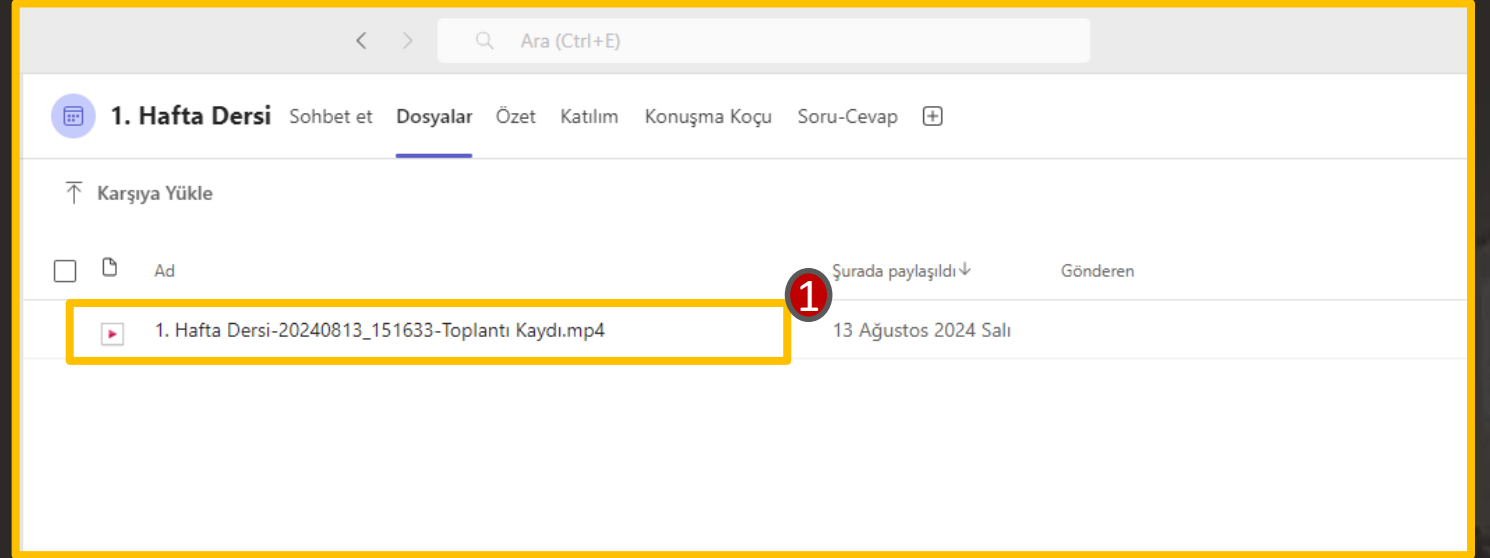 Ara (Ctrl+E)
1. Hafta Dersi Sohbet et Dosyalar Özet Katılım Konuşma Koçu Soru-Cevap
Karşıya Yükle
Ad Şurada paylaşıldı Gönderen
1
1. Hafta Dersi-20240813_151633-Toplantı Kaydı.mp4 13 Ağustos 2024 Salı